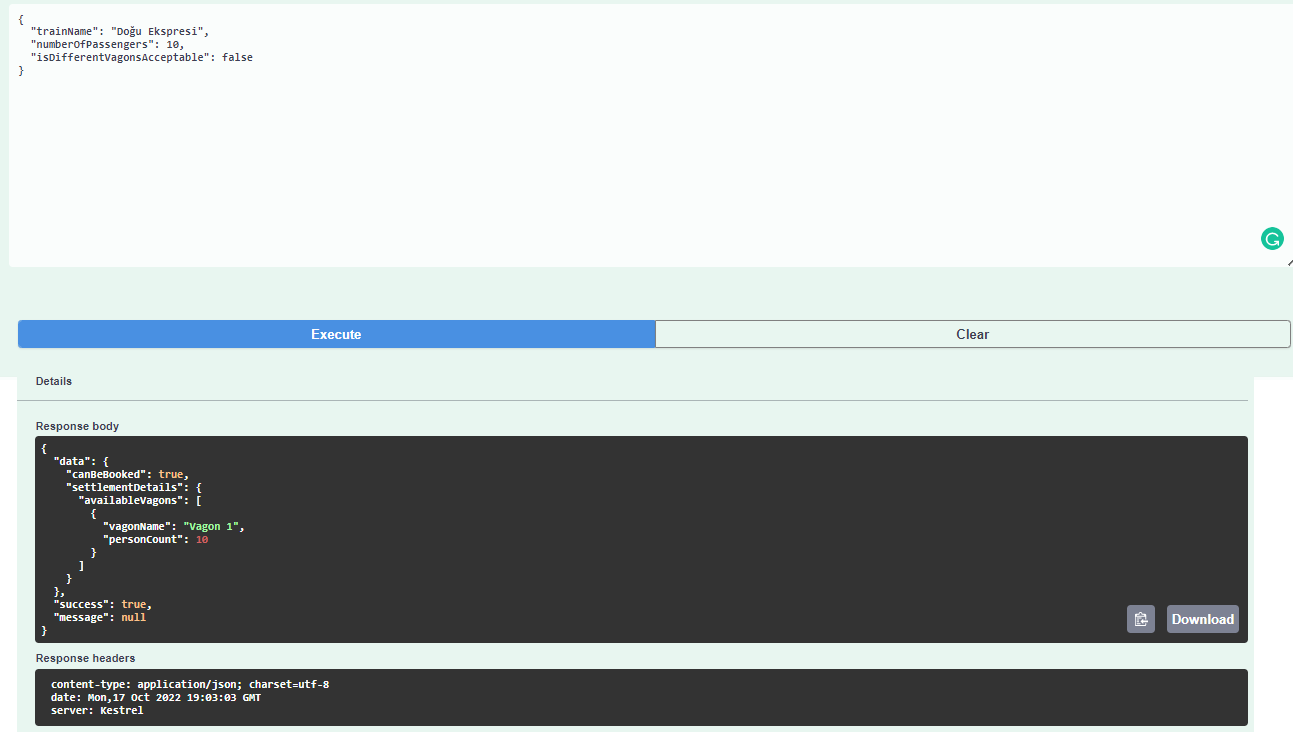 {
  "trainName": "Doğu Ekspresi",
  "numberOfPassengers": 10,
  "isDifferentVagonsAcceptable": false
}
Execute
Clear
Details
Response body
{
  "data": {
    "canBeBooked": true,
    "settlementDetails": {
      "availableVagons": [
        {
          "vagonName": "Vagon 1",
          "personCount": 10
        }
      ]
    }
  },
  "success": true,
  "message": null
}
Download
Response headers
content-type: application/json; charset=utf-8
date: Mon,17 Oct 2022 19:03:03 GMT
server: Kestrel